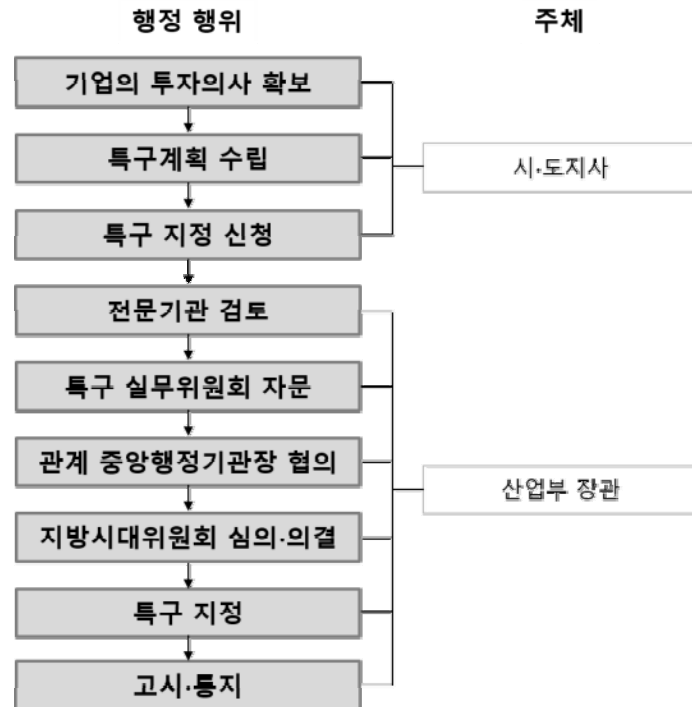 행정 행위
주체
기업의 투자의사 확보
특구계획 수립
시·도지사
특구 지정 신청
전문기관 검토
특구 실무위원회 자문
관계 중앙행정기관장 협의
산업부 장관
지방시대위원회 심의·의결
특구 지정
고시·통지